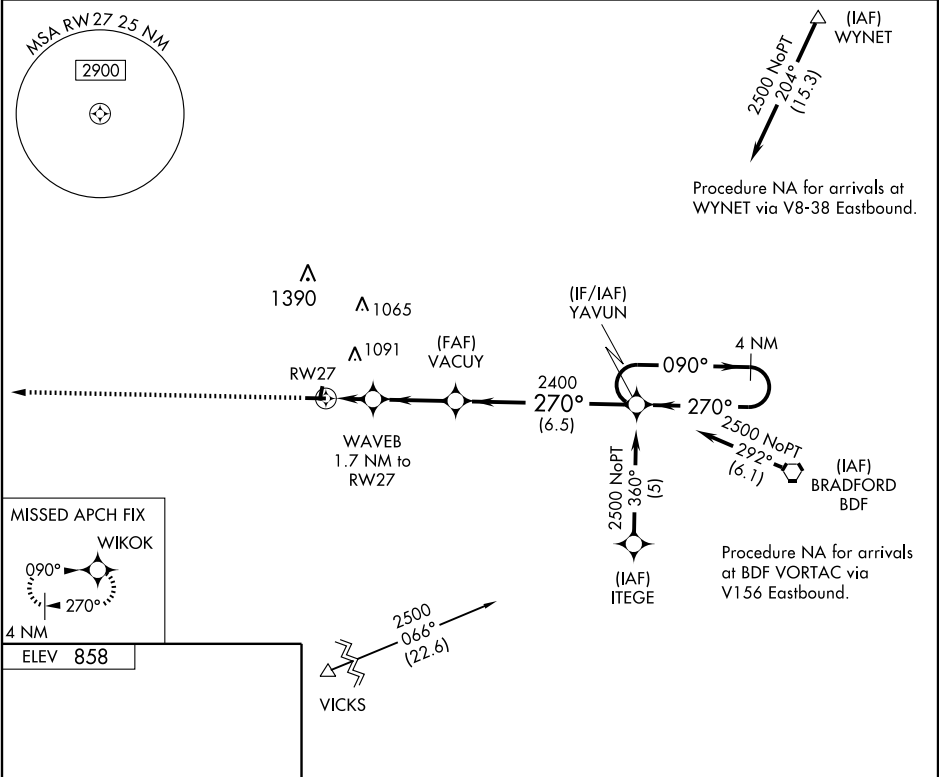 MSA RW27 25 NM
2900
(IAF)
WYNET
2500 NoPT
204°
(15.3)
Procedure NA for arrivals at
WYNET via V8-38 Eastbound.
1390
1065
1091
(IF/IAF)
YAVUN
(FAF)
VACUY
4 NM
090°
RW27
2400
270°
(6.5)
270°
WAVEB
1.7 NM to
RW27
2500 NoPT
292°
(6.1)
(IAF)
BRADFORD
BDF
2500 NoPT
360°
(5)
(IAF)
ITEGE
Procedure NA for arrivals
at BDF VORTAC via
V156 Eastbound.
MISSED APCH FIX
WIKOK
090°
270°
4 NM
ELEV 858
2500
066°
(22.6)
VICKS